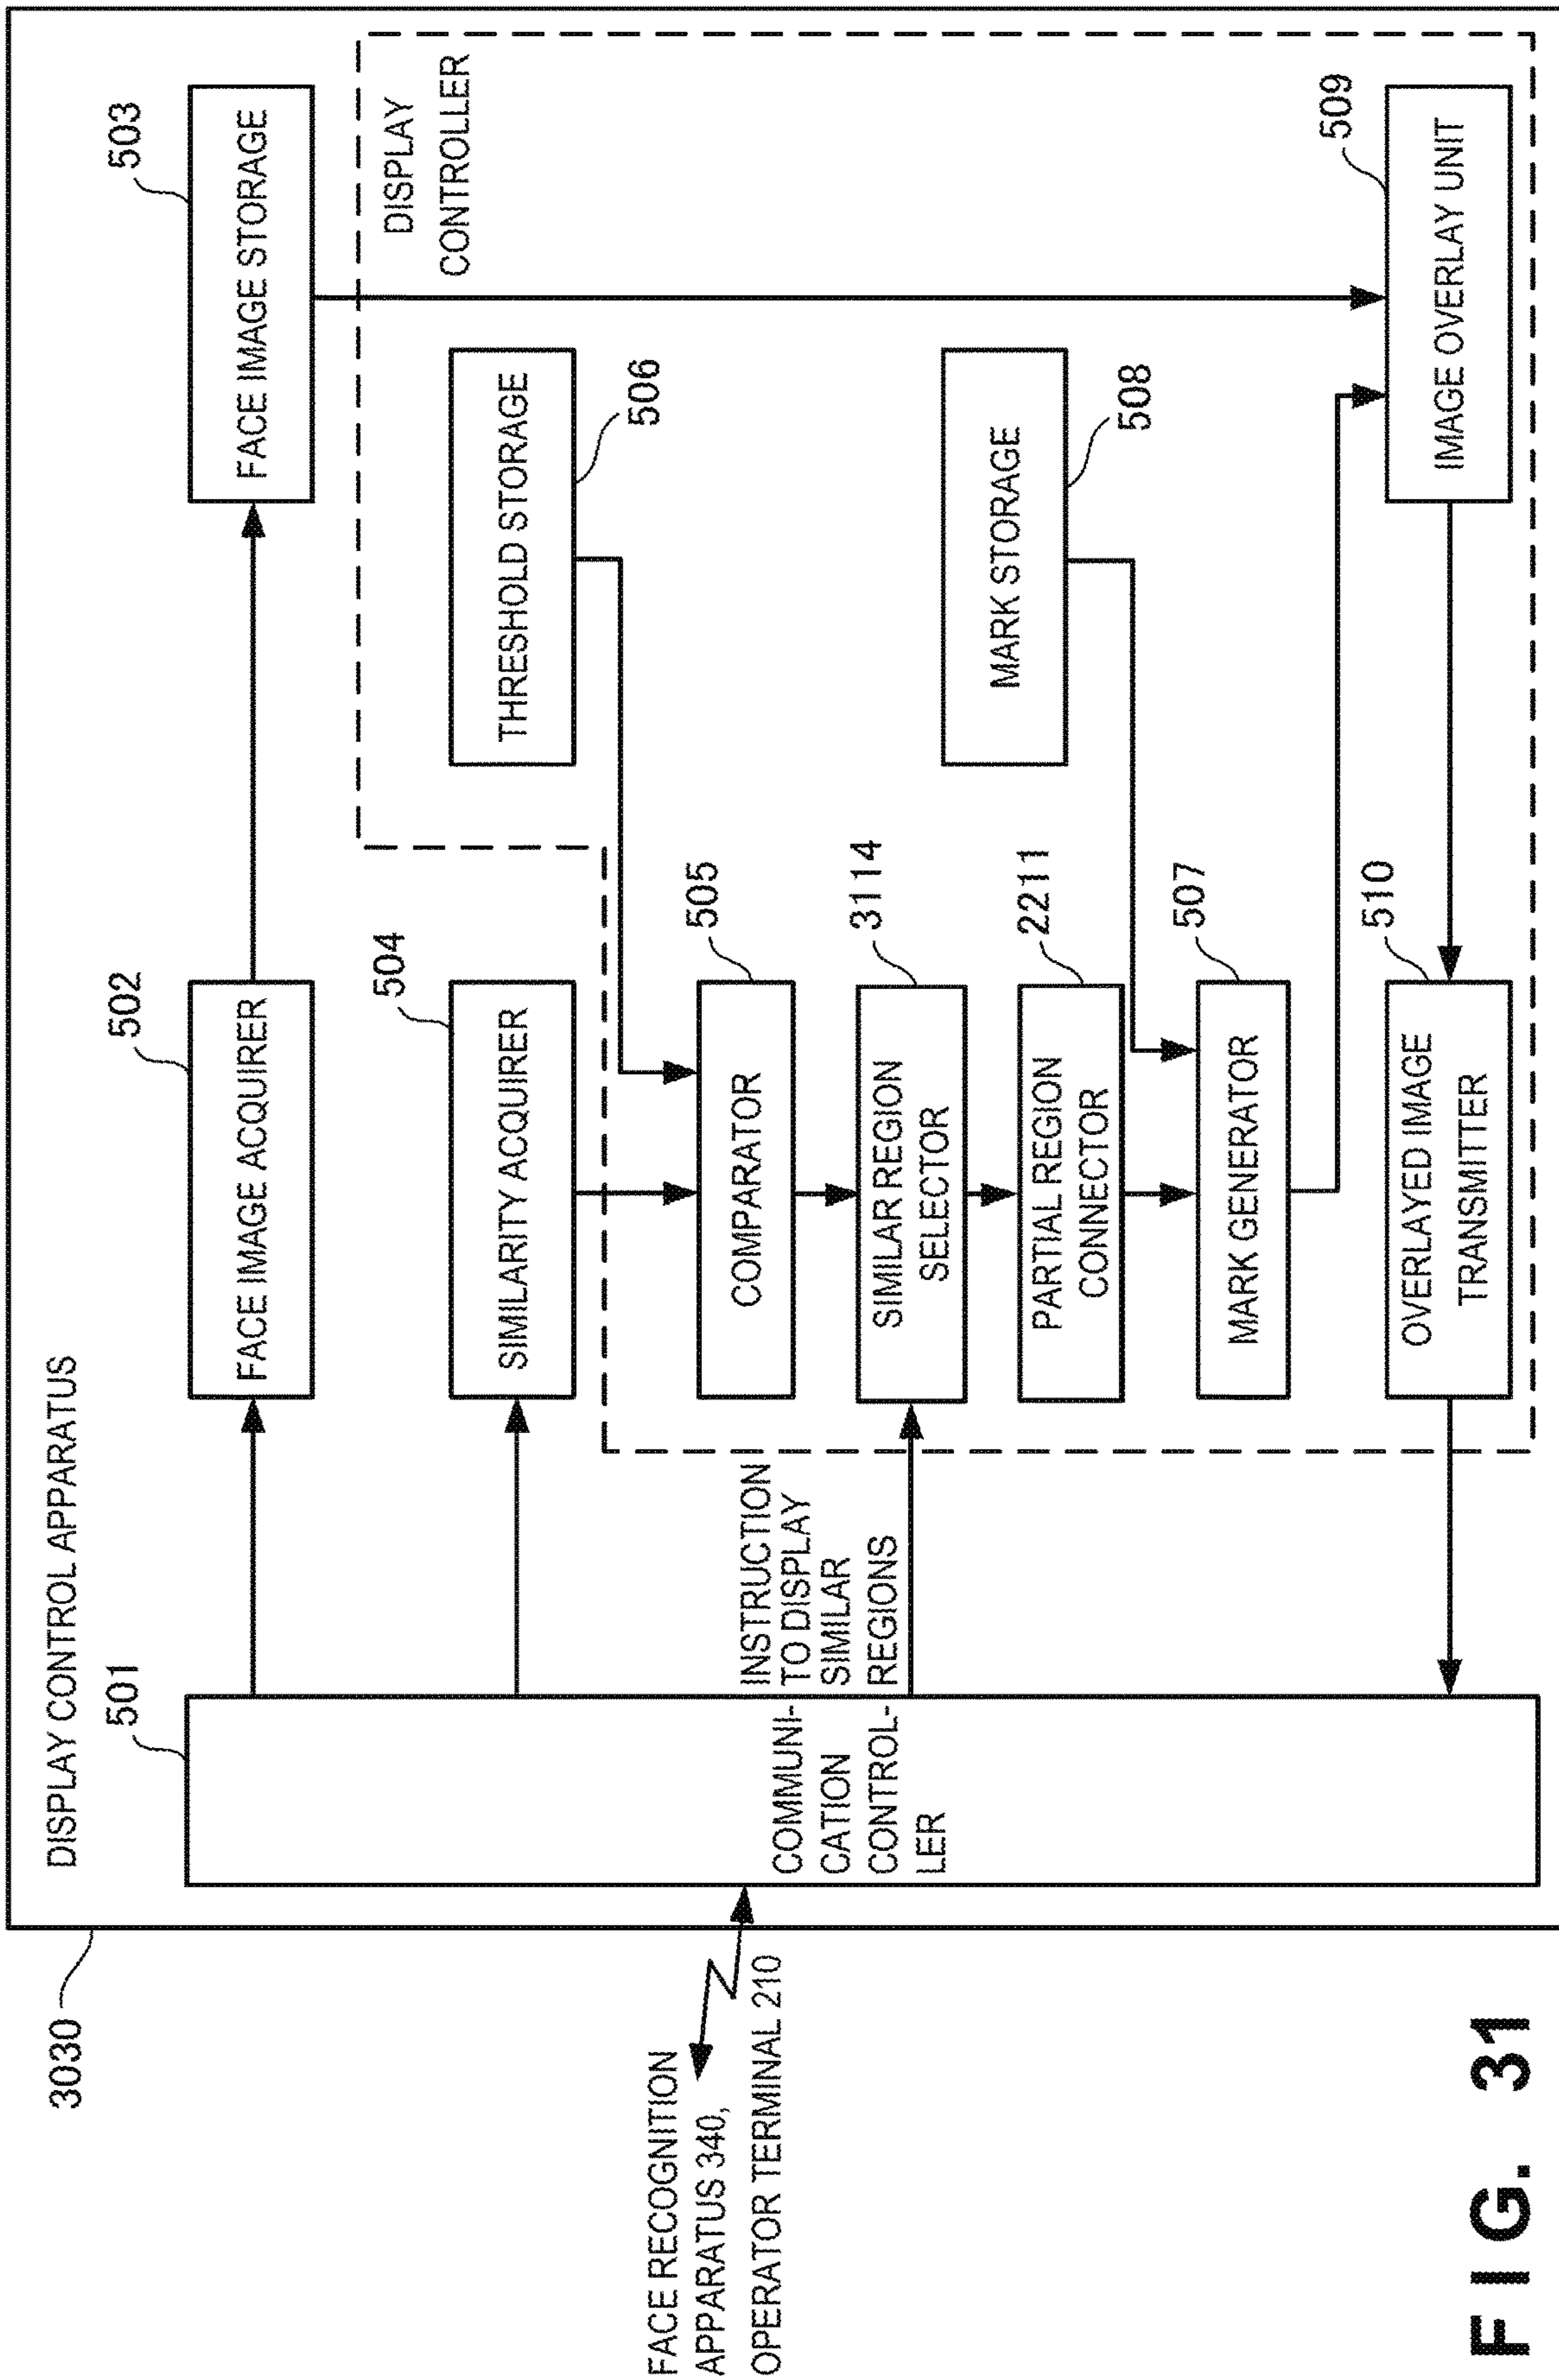 3030
DISPLAY CONTROL APPARATUS
501
502
503
FACE IMAGE ACQUIRER
FACE IMAGE STORAGE
DISPLAY
CONTROLLER
504
SIMILARITY ACQUIRER
THRESHOLD STORAGE
506
505
COMPARATOR
FACE RECOGNITION
APPARATUS 340,
OPERATOR TERMINAL 210
COMMUNI-
CATION
CONTROL-
LER
INSTRUCTION
TO DISPLAY
SIMILAR
REGIONS
3114
SIMILAR REGION
SELECTOR
2211
PARTIAL REGION
CONNECTOR
MARK STORAGE
508
507
MARK GENERATOR
510
OVERLAYED IMAGE
TRANSMITTER
509
IMAGE OVERLAY UNIT
FIG. 31